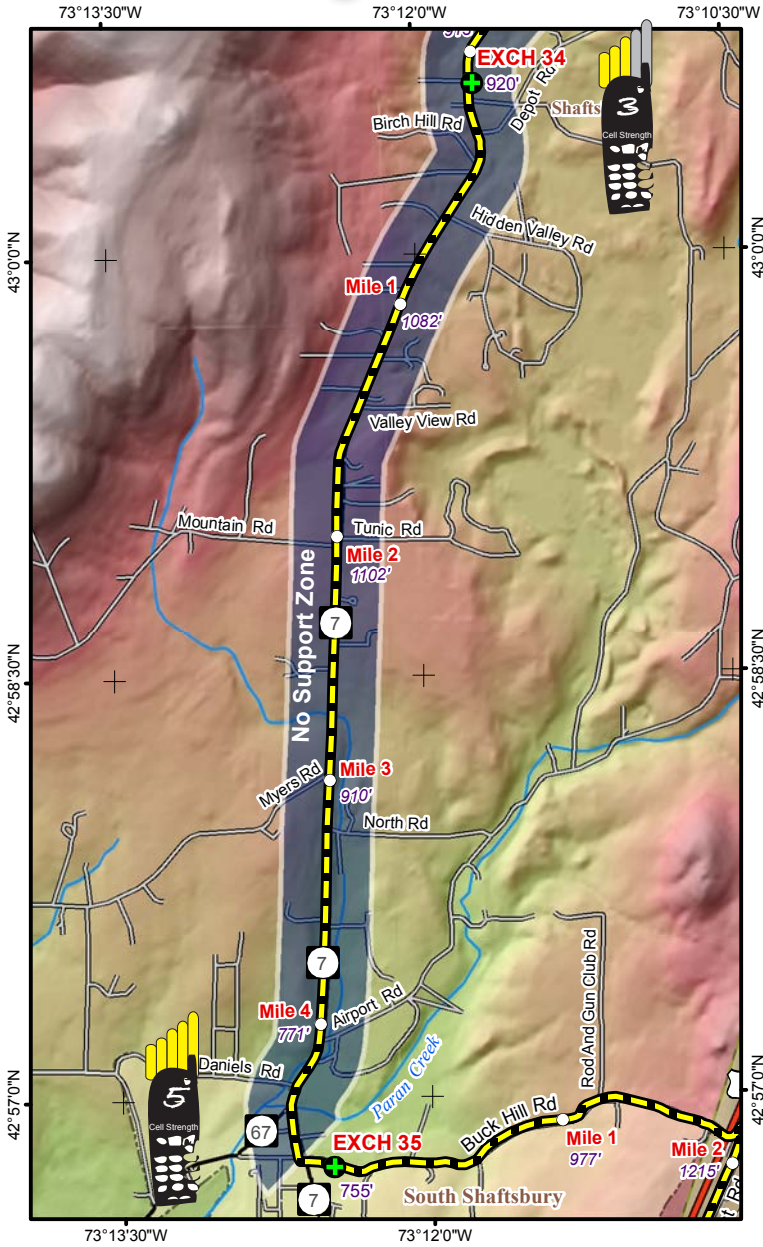 73°13'30"W
73°12'0"W
73°10'30"W
EXCH 34
920'
Birch Hill Rd
Depot Rd
Shafts
3
Cell Strength
Hidden Valley Rd
43°0'0"N
43°0'0"N
Mile 1
1082'
Valley View Rd
Mountain Rd
Tunic Rd
Mile 2
1102'
No Support Zone
7
42°58'30"N
42°58'30"N
Myers Rd
Mile 3
910'
North Rd
7
Rod And Gun Club Rd
Mile 4
771'
Airport Rd
Daniels Rd
5
Cell Strength
Paran Creek
42°57'0"N
42°57'0"N
67
EXCH 35
755'
Buck Hill Rd
Mile 1
977'
Mile 2
1215'
7
South Shaftsbury
t Rd
73°13'30"W
73°12'0"W